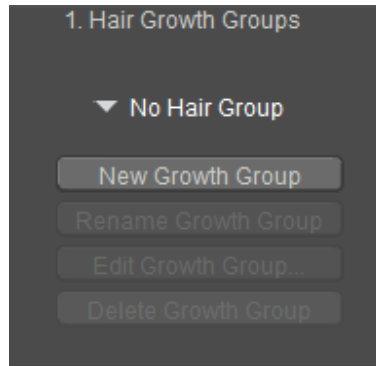 1. Hair Growth Groups
No Hair Group
New Growth Group
Rename Growth Group
Edit Growth Group...
Delete Growth Group